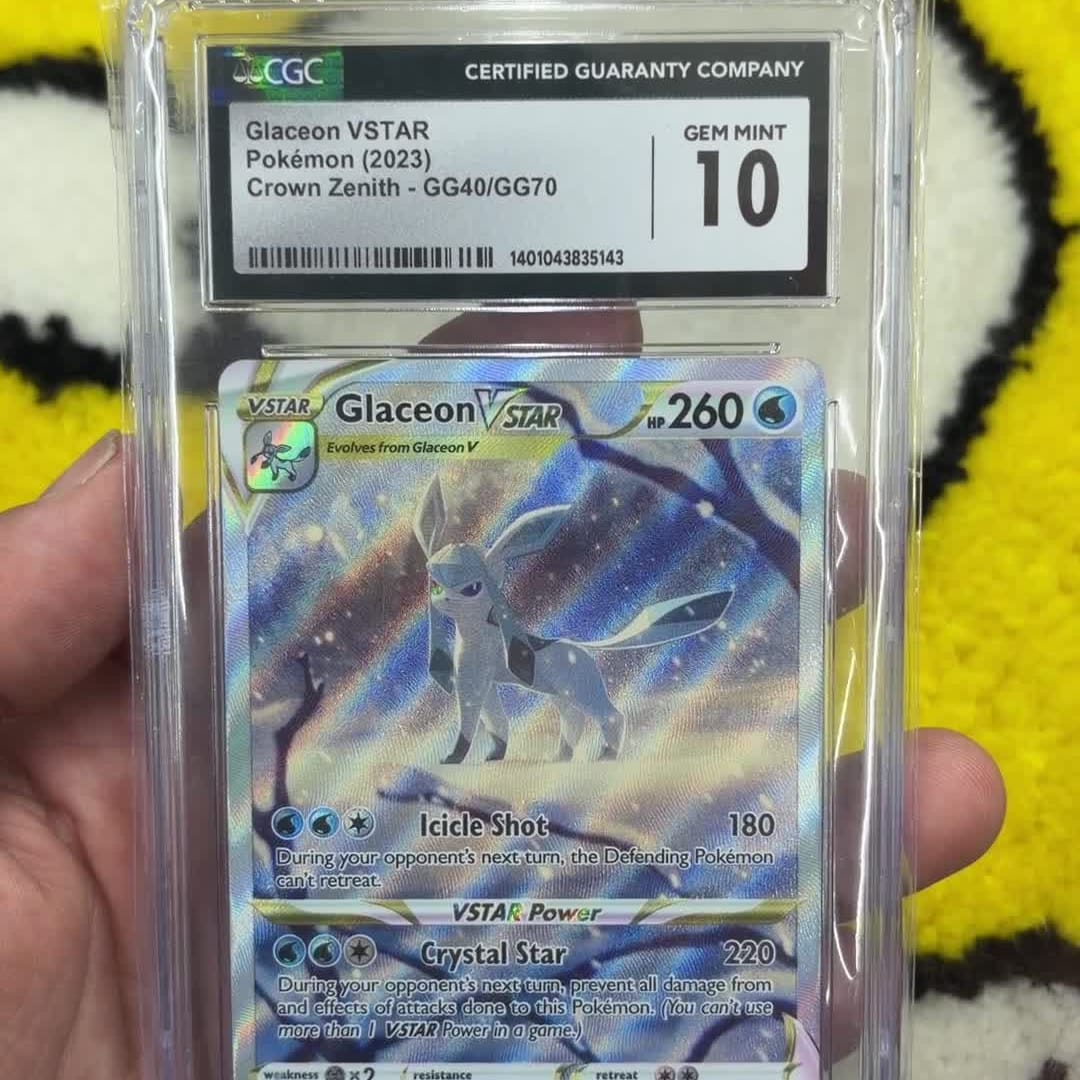 CGC CERTIFIED GUARANTY COMPANY
Glaceon VSTAR
Pokémon (2023)
Crown Zenith - GG40/GG70
GEM MINT
10
1401043835143
VSTAR Glaceon VSTAR HP 260
Evolves from Glaceon V
Icicle Shot 180
During your opponent's next turn, the Defending Pokémon
can't retreat.
VSTAR Power
Crystal Star 220
During your opponent's next turn, prevent all damage from
and effects of attacks done to this Pokémon. (You can't use
more than 1 VSTAR Power in a game.)
weakness ×2 resistance retreat